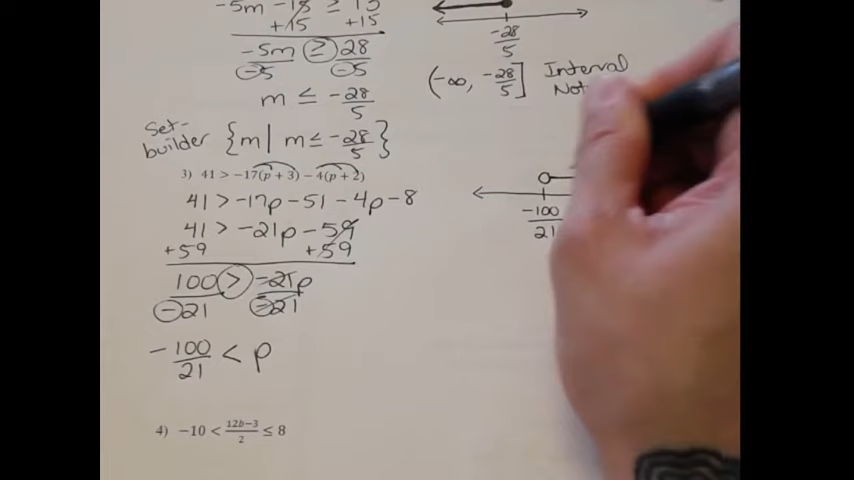 -5m - 15 ≥ 13
+15 +15
-5m ≥ 28
-5 -5
m ≤ -28/5
Set-builder {m | m ≤ -28/5}
-28/5
(-∞, -28/5] Interval
3) 41 > -17(p + 3) - 4(p + 2)
41 > -17p - 51 - 4p - 8
41 > -21p - 59
+59 +59
100 > -21p
-21 -21
-100/21 < p
-100/21
4) -10 < (12b-3)/2 ≤ 8